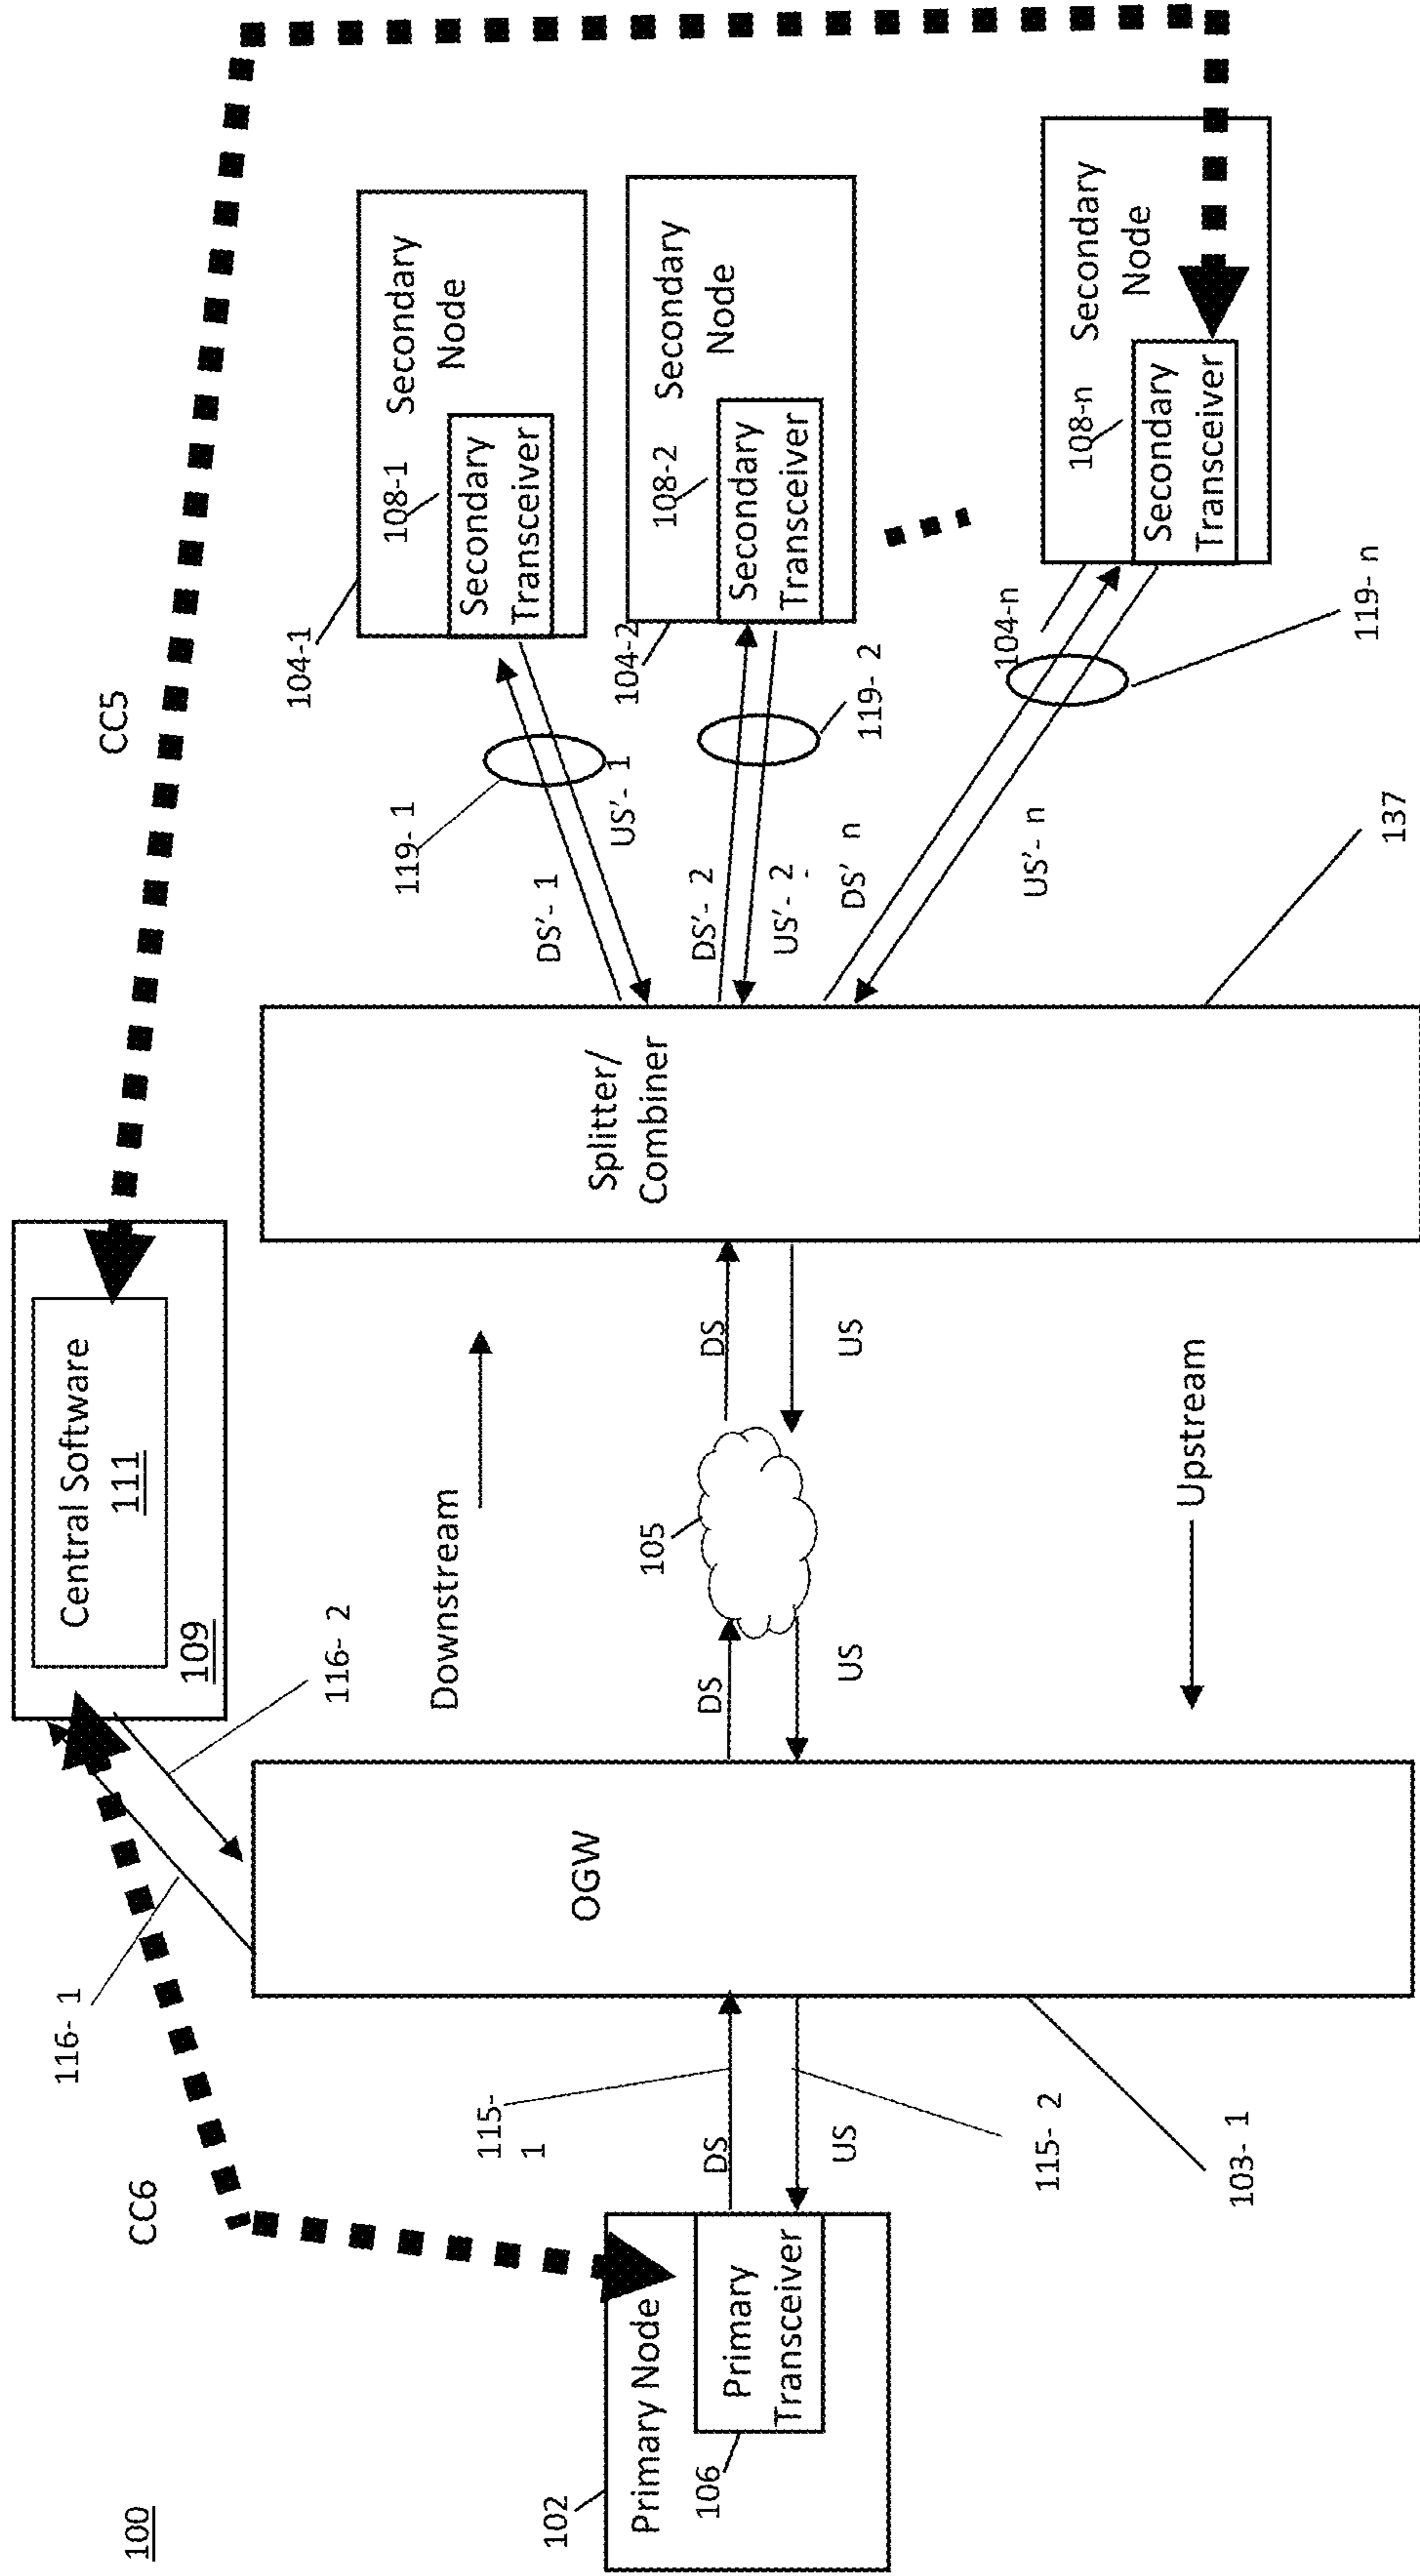 100
CC6
CC5
116- 1
116- 2
Central Software
111
109
102
Primary Node
106
Primary
Transceiver
DS
US
115-
1
115- 2
103- 1
OGW
Downstream
DS
US
105
DS
US
Upstream
Splitter/
Combiner
137
DS'- 1
US'- 1
119- 1
DS'- 2
US'- 2
119- 2
DS' n
US'- n
119- n
104-1
108-1
Secondary
Node
Secondary
Transceiver
104-2
108-2
Secondary
Node
Secondary
Transceiver
104-n
108-n
Secondary
Node
Secondary
Transceiver